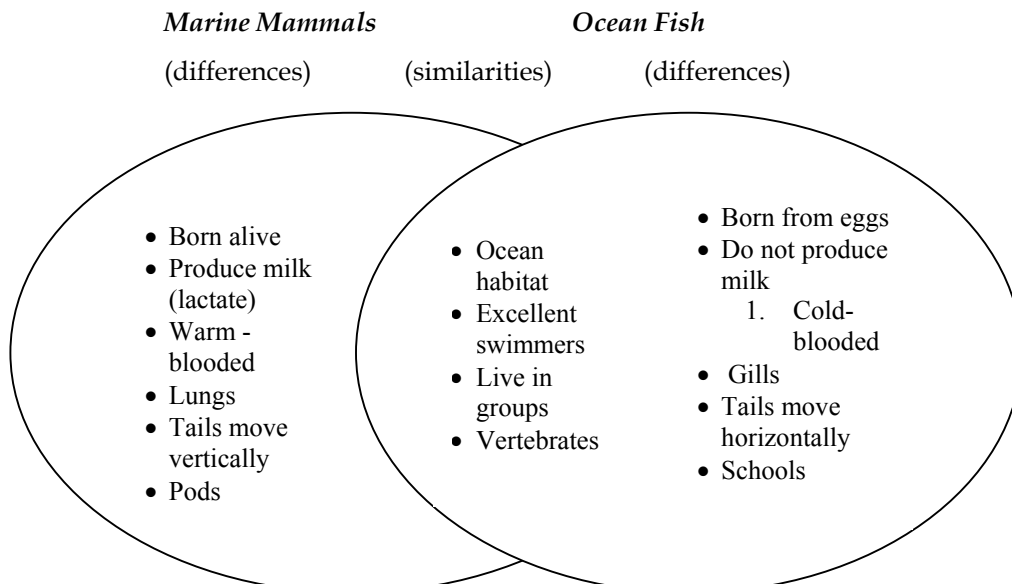 Marine Mammals
Ocean Fish
(differences)
(similarities)
(differences)
• Born alive
• Produce milk
(lactate)
• Warm -
blooded
• Lungs
• Tails move
vertically
• Pods
• Ocean
habitat
• Excellent
swimmers
• Live in
groups
• Vertebrates
• Born from eggs
• Do not produce
milk
1. Cold-
blooded
• Gills
• Tails move
horizontally
• Schools